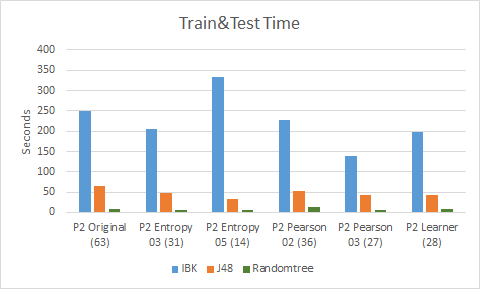 Train&Test Time
400
350
300
250
200
150
100
50
0
Seconds
P2 Original
(63)
P2 Entropy
03 (31)
P2 Entropy
05 (14)
P2 Pearson
02 (36)
P2 Pearson
03 (27)
P2 Learner
(28)
IBK
J48
Randomtree